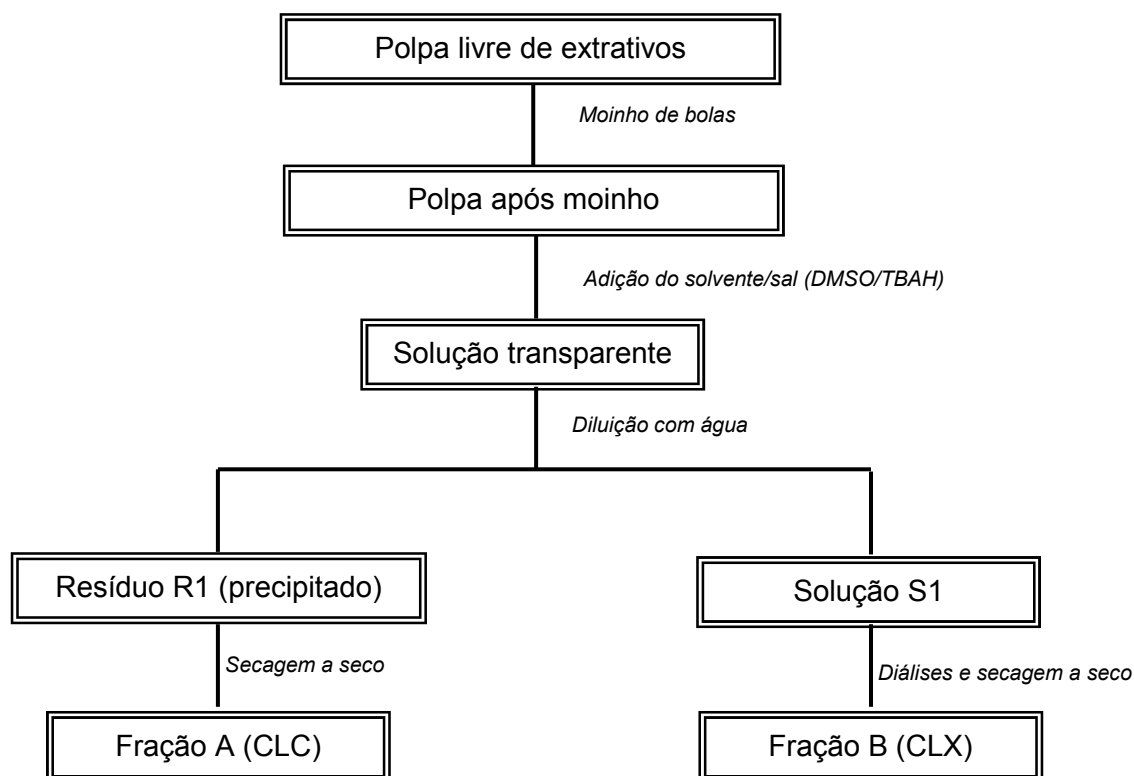 Polpa livre de extrativos
Moinho de bolas
Polpa após moinho
Adição do solvente/sal (DMSO/TBAH)
Solução transparente
Diluição com água
Resíduo R1 (precipitado)
Solução S1
Secagem a seco
Diálises e secagem a seco
Fração A (CLC)
Fração B (CLX)